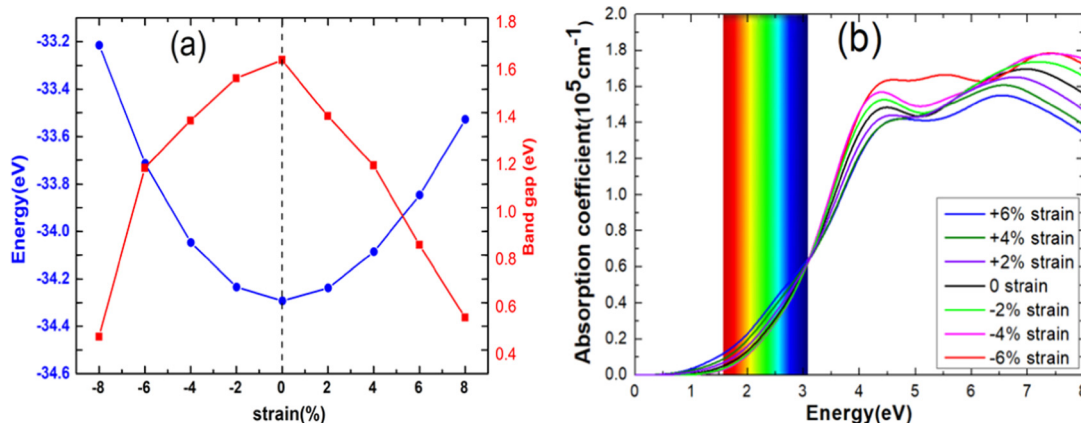 (a)
Energy(eV)
-33.2
-33.4
-33.6
-33.8
-34.0
-34.2
-34.4
-34.6
-8 -6 -4 -2 0 2 4 6 8
strain(%)
1.8
1.6
1.4
1.2
1.0
0.8
0.6
0.4
Band gap (eV)
(b)
Absorption coefficient(10⁵cm⁻¹)
2.0
1.8
1.6
1.4
1.2
1.0
0.8
0.6
0.4
0.2
0.0
0 1 2 3 4 5 6 7 8
Energy(eV)
+6% strain
+4% strain
+2% strain
0 strain
-2% strain
-4% strain
-6% strain